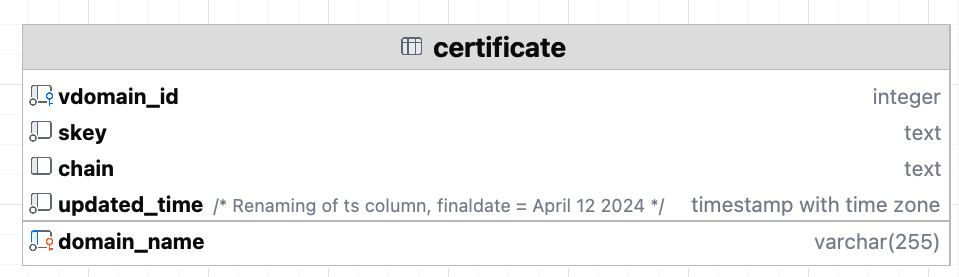 certificate
vdomain_id integer
skey text
chain text
updated_time /* Renaming of ts column, finaldate = April 12 2024 */ timestamp with time zone
domain_name varchar(255)